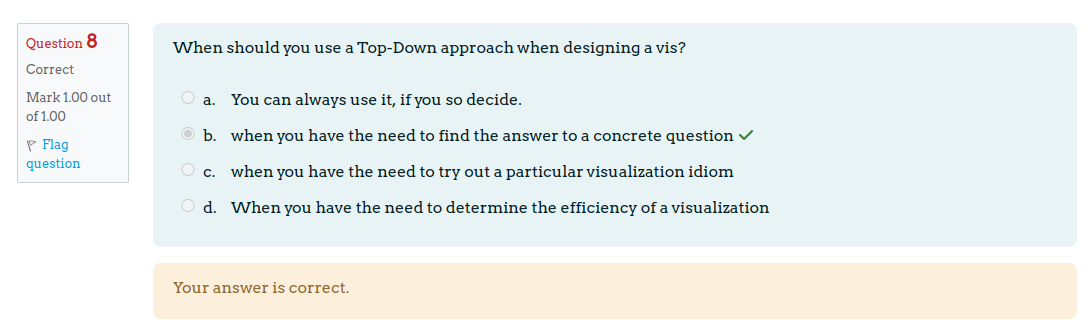 Question 8
Correct
Mark 1.00 out
of 1.00
Flag
question
When should you use a Top-Down approach when designing a vis?
a. You can always use it, if you so decide.
b. when you have the need to find the answer to a concrete question
c. when you have the need to try out a particular visualization idiom
d. When you have the need to determine the efficiency of a visualization
Your answer is correct.